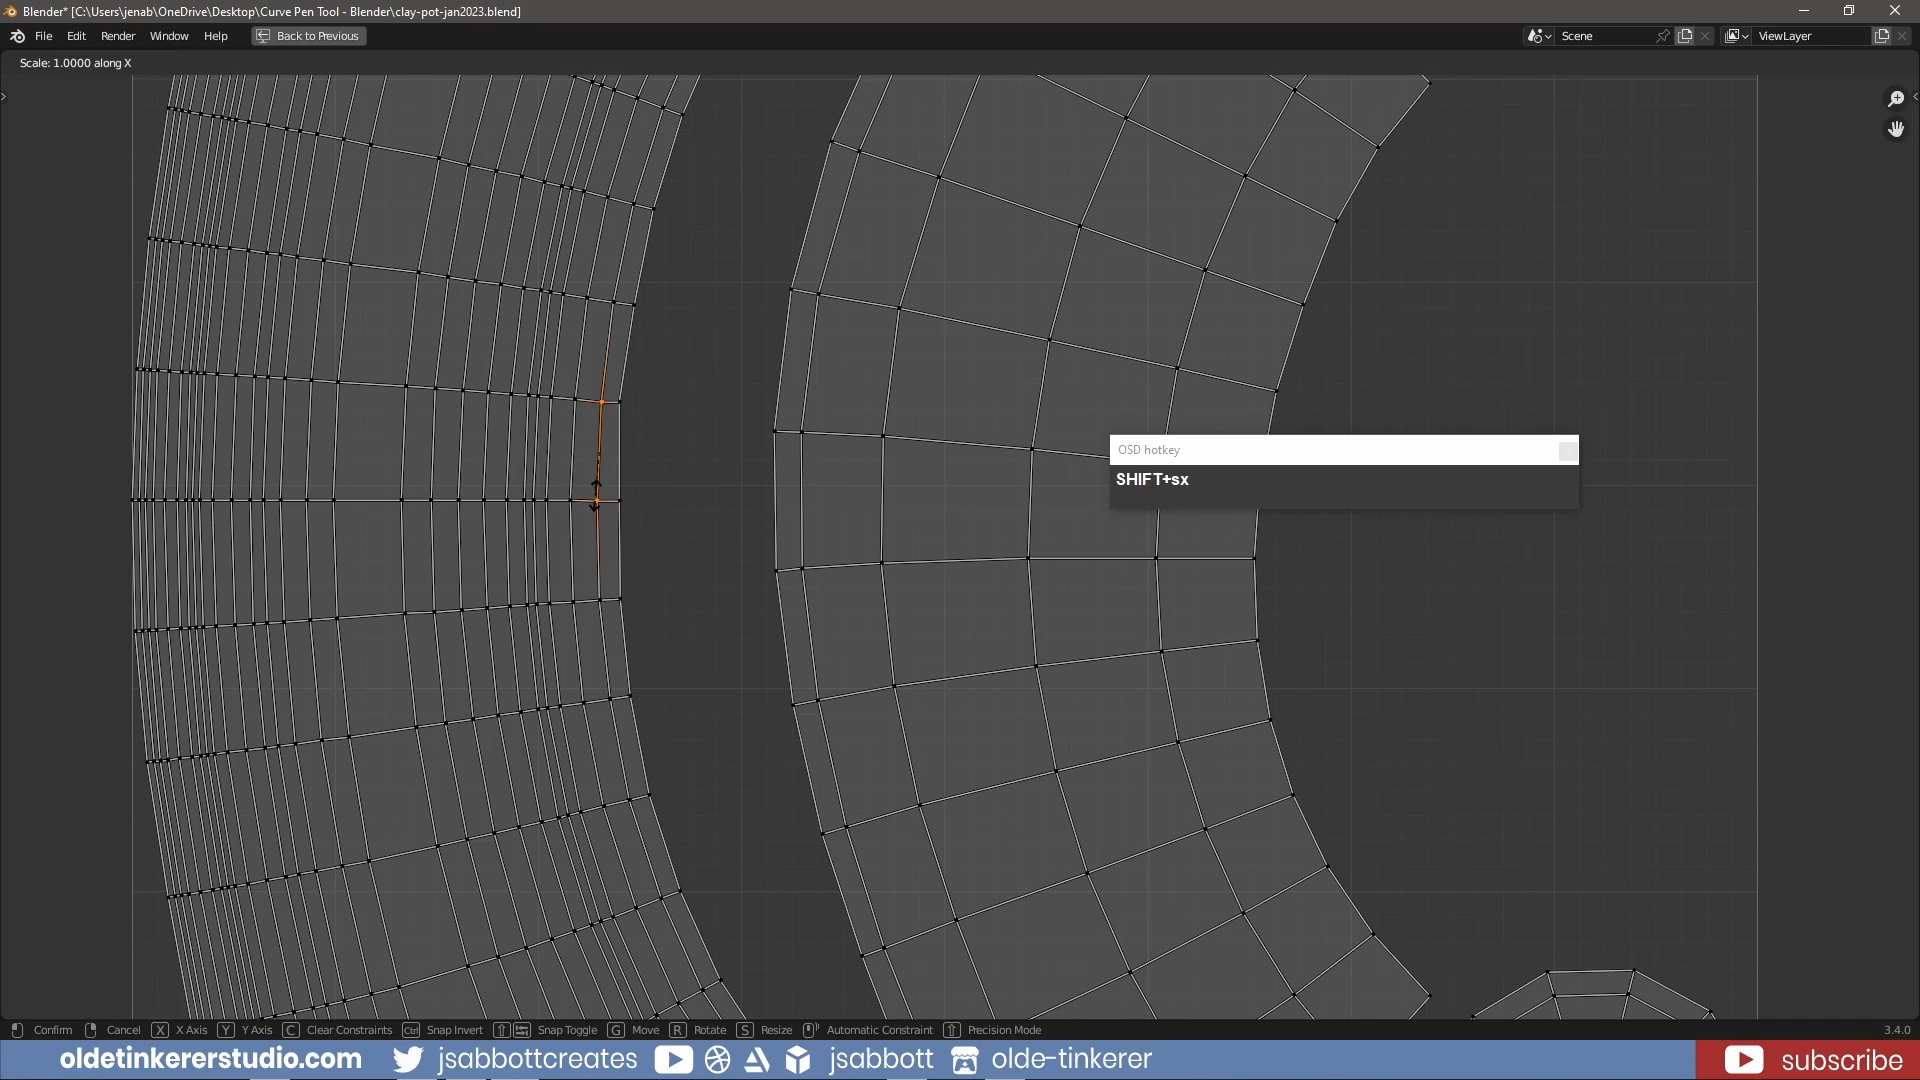 Blender* [C:\Users\jenab\OneDrive\Desktop\Curve Pen Tool - Blender\clay-pot-jan2023.blend]
File Edit Render Window Help Back to Previous Scene ViewLayer
Scale: 1.0000 along X
OSD hotkey
SHIFT+sx
Confirm Cancel X X Axis Y Y Axis C Clear Constraints Ctrl Snap Invert Snap Toggle G Move R Rotate S Resize Automatic Constraint Precision Mode 3.4.0
oldetinkererstudio.com jsabbottcreates jsabbott olde-tinkerer subscribe